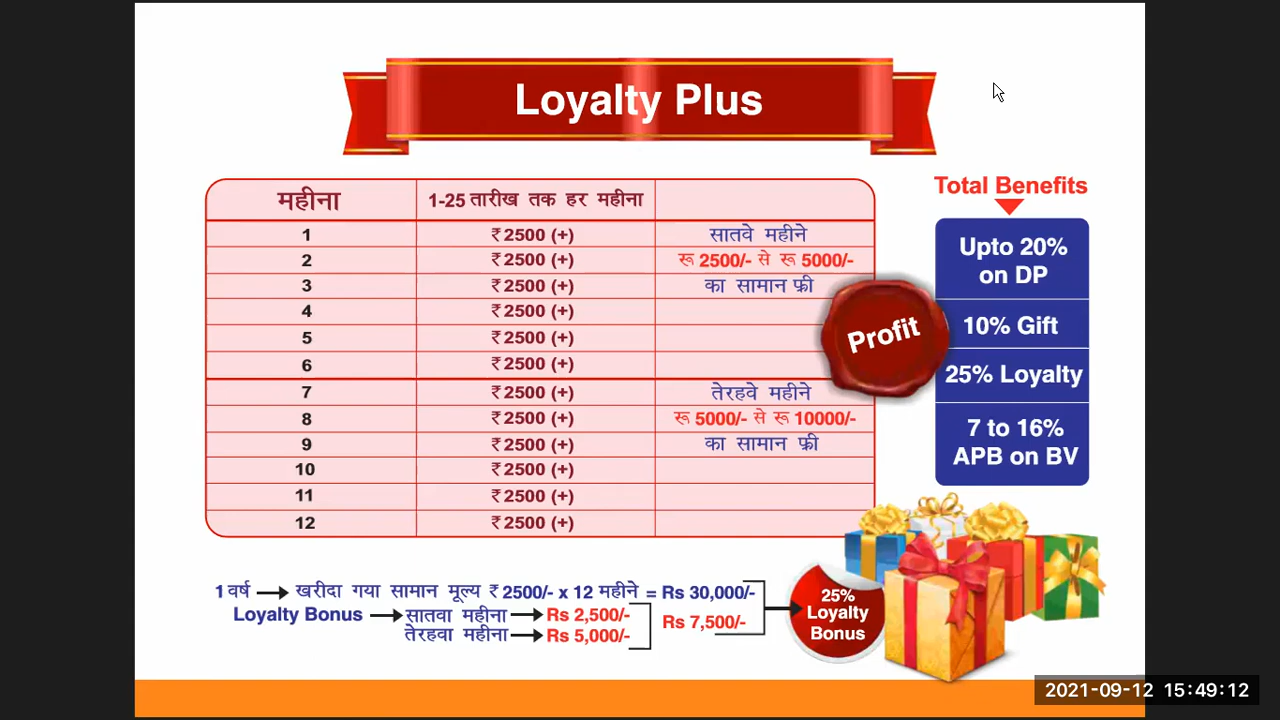 Loyalty Plus
महीना 1-25 तारीख तक हर महीना
1 ₹2500 (+) सातवे महीने
2 ₹2500 (+) रू 2500/- से रू 5000/-
3 ₹2500 (+) का सामान फ्री
4 ₹2500 (+)
5 ₹2500 (+)
6 ₹2500 (+)
7 ₹2500 (+) तेरहवे महीने
8 ₹2500 (+) रू 5000/- से रू 10000/-
9 ₹2500 (+) का सामान फ्री
10 ₹2500 (+)
11 ₹2500 (+)
12 ₹2500 (+)
Profit
Total Benefits
Upto 20%
on DP
10% Gift
25% Loyalty
7 to 16%
APB on BV
1 वर्ष खरीदा गया सामान मूल्य ₹ 2500/- x 12 महीने = Rs 30,000/-
Loyalty Bonus सातवा महीना Rs 2,500/-
तेरहवा महीना Rs 5,000/-
Rs 7,500/-
25%
Loyalty
Bonus
2021-09-12 15:49:12